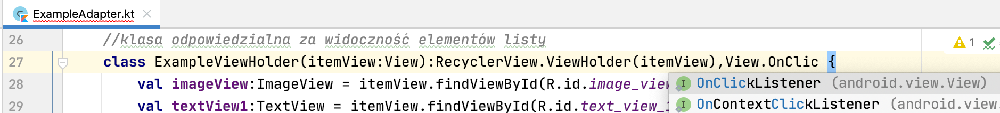 ExampleAdapter.kt
26 //klasa odpowiedzialna za widoczność elementów listy
1
27 class ExampleViewHolder(itemView:View):RecyclerView.ViewHolder(itemView),View.OnClic {
28 val imageView:ImageView = itemView.findViewById(R.id.image_view
OnClickListener (android.view.View)
29 val textView1:TextView = itemView.findViewById(R.id.text_view_
OnContextClickListener (android.view.